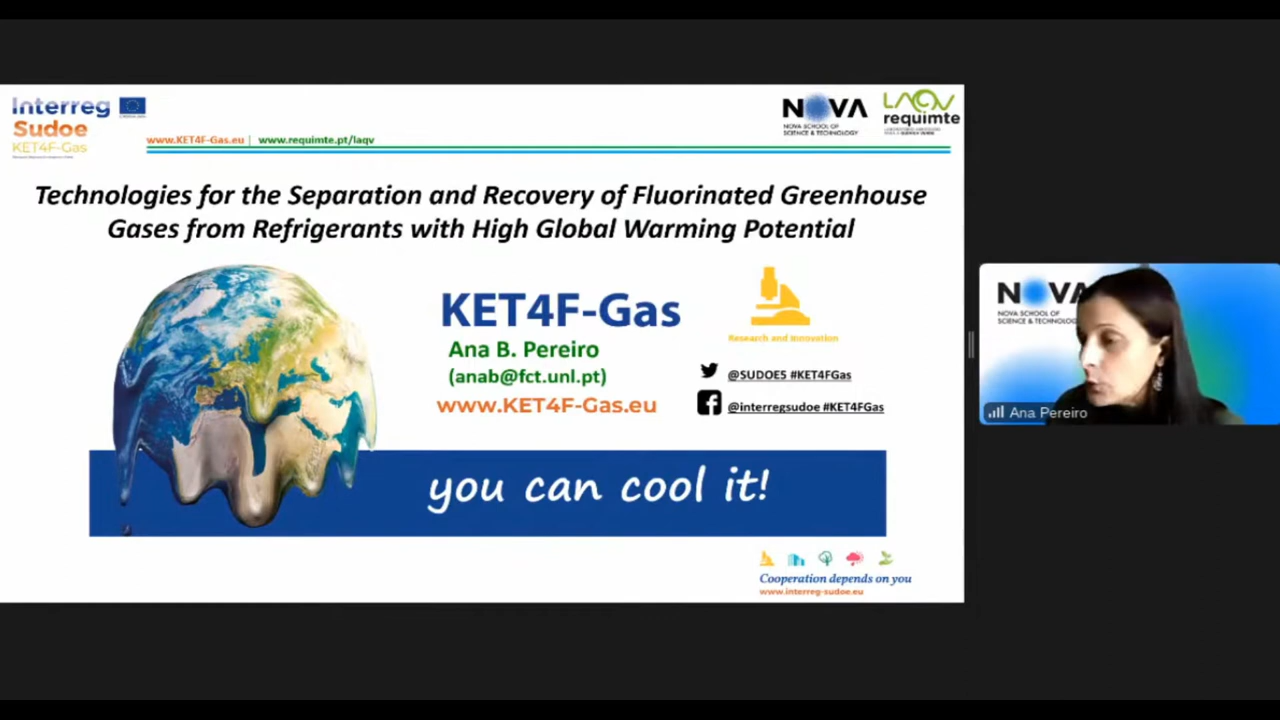 Interreg
Sudoe
KET4F-Gas
www.KET4F-Gas.eu | www.requimte.pt/laqv
NOVA
NOVA SCHOOL OF
SCIENCE & TECHNOLOGY
LAQV
requimte
Technologies for the Separation and Recovery of Fluorinated Greenhouse
Gases from Refrigerants with High Global Warming Potential
KET4F-Gas
Ana B. Pereiro
(anab@fct.unl.pt)
www.KET4F-Gas.eu
Research and Innovation
@SUDOE5 #KET4FGas
@interregsudoe #KET4FGas
you can cool it!
Cooperation depends on you
www.interreg-sudoe.eu
NOVA
NOVA SCHOOL OF
SCIENCE & TECHNOLOGY
Ana Pereiro